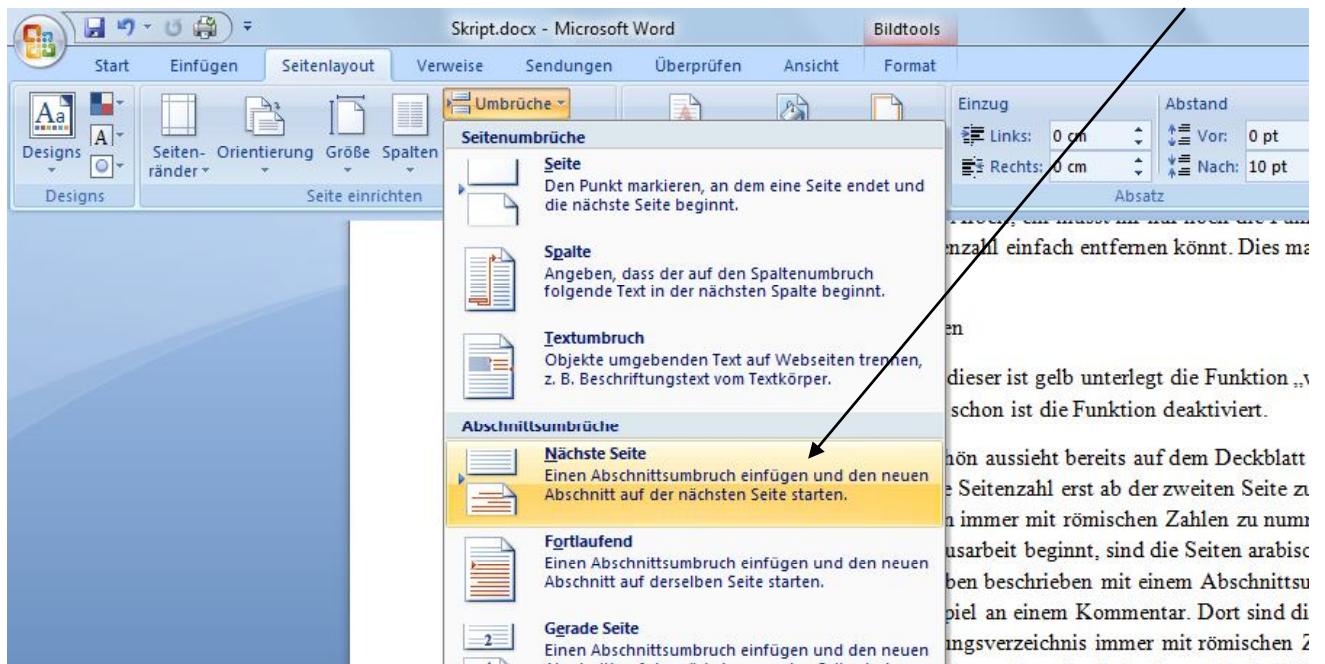 Skript.docx - Microsoft Word
Bildtools
Start Einfügen Seitenlayout Verweise Sendungen Überprüfen Ansicht Format
Umbrüche
Aa
A
Designs
Seiten-
ränder
Orientierung Größe Spalten
Designs
Seite einrichten
Einzug Abstand
Links: 0 cm Vor: 0 pt
Rechts: 0 cm Nach: 10 pt
Absatz
Seitenumbrüche
Seite
Den Punkt markieren, an dem eine Seite endet und
die nächste Seite beginnt.
Spalte
Angeben, dass der auf den Spaltenumbruch
folgende Text in der nächsten Spalte beginnt.
Textumbruch
Objekte umgebenden Text auf Webseiten trennen,
z. B. Beschriftungstext vom Textkörper.
Abschnittsumbrüche
Nächste Seite
Einen Abschnittsumbruch einfügen und den neuen
Abschnitt auf der nächsten Seite starten.
Fortlaufend
Einen Abschnittsumbruch einfügen und den neuen
Abschnitt auf derselben Seite starten.
2
Gerade Seite
Einen Abschnittsumbruch einfügen und den neuen
enzahl einfach entfernen könnt. Dies ma
en
dieser ist gelb unterlegt die Funktion „v
schon ist die Funktion deaktiviert.
hön aussieht bereits auf dem Deckblatt
e Seitenzahl erst ab der zweiten Seite zu
n immer mit römischen Zahlen zu num
usarbeit beginnt, sind die Seiten arabisc
ben beschrieben mit einem Abschnittsu
piel an einem Kommentar. Dort sind di
ungsverzeichnis immer mit römischen Z